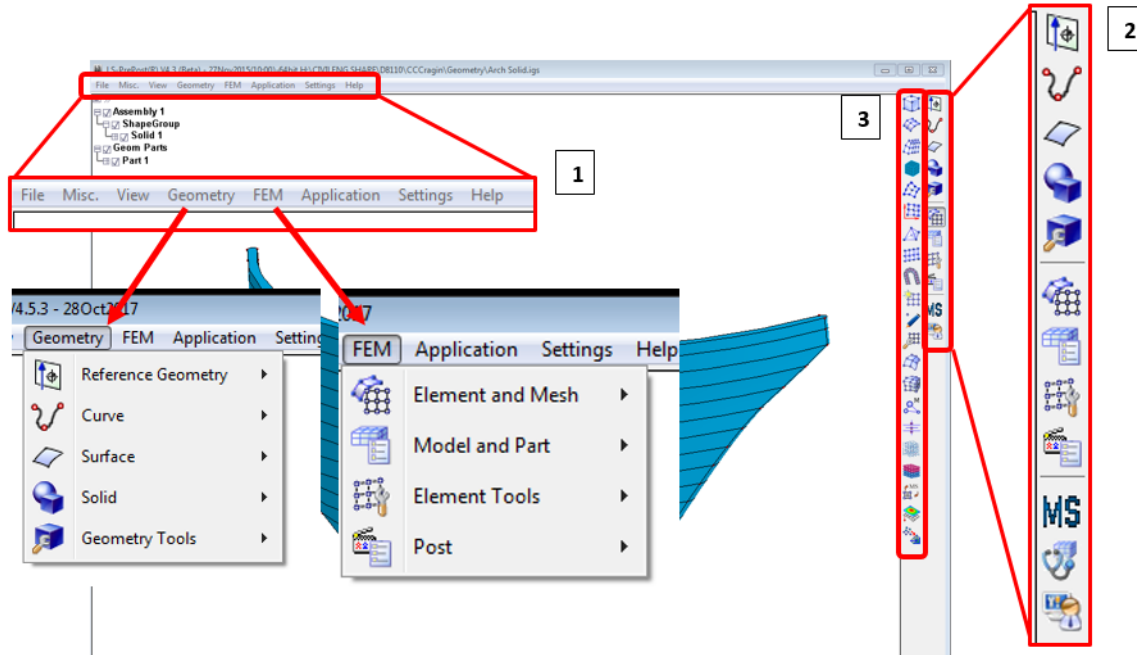 2
LS-PrePost(R) V4.3 (Beta) - 27Nov2015(10:00)-64bit H:\CIVILENG SHARE\D8110\CCCragin\Geometry\Arch Solid.igs
File Misc. View Geometry FEM Application Settings Help
Assembly 1
ShapeGroup
Solid 1
Geom Parts
Part 1
3
1
File Misc. View Geometry FEM Application Settings Help
/4.5.3 - 28Oct2017
Geometry FEM Application Setting
Reference Geometry
Curve
Surface
Solid
Geometry Tools
2017
FEM Application Settings Help
Element and Mesh
Model and Part
Element Tools
Post
MS
MS